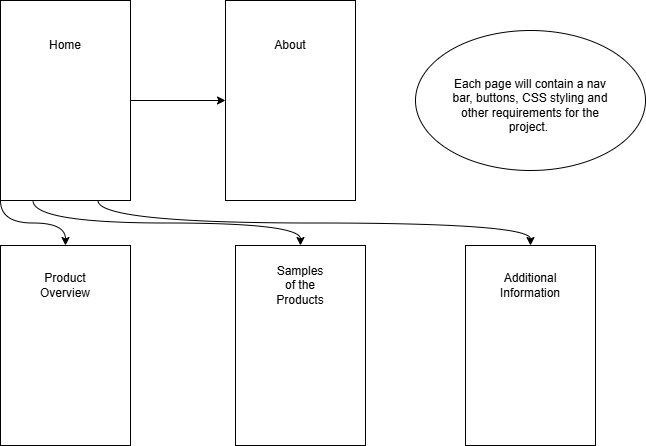 Home
About
Each page will contain a nav
bar, buttons, CSS styling and
other requirements for the
project.
Product
Overview
Samples
of the
Products
Additional
Information